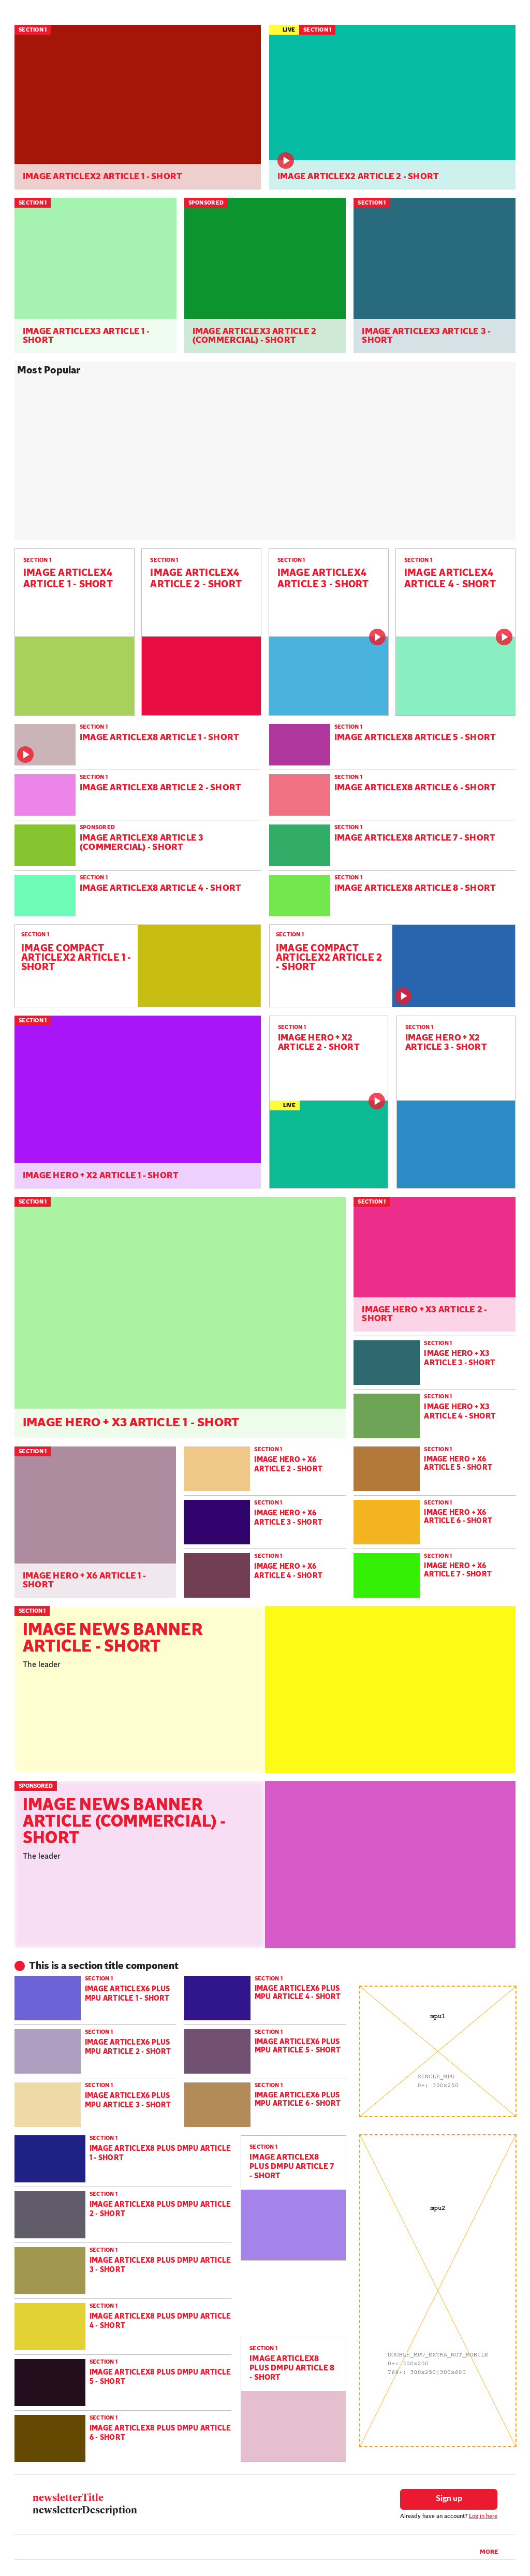 SECTION 1
IMAGE ARTICLEX2 ARTICLE 1 - SHORT
LIVE
SECTION 1
IMAGE ARTICLEX2 ARTICLE 2 - SHORT
SECTION 1
IMAGE ARTICLEX3 ARTICLE 1 -
SHORT
SPONSORED
IMAGE ARTICLEX3 ARTICLE 2
(COMMERCIAL) - SHORT
SECTION 1
IMAGE ARTICLEX3 ARTICLE 3 -
SHORT
Most Popular
SECTION 1
IMAGE ARTICLEX4
ARTICLE 1 - SHORT
SECTION 1
IMAGE ARTICLEX4
ARTICLE 2 - SHORT
SECTION 1
IMAGE ARTICLEX4
ARTICLE 3 - SHORT
SECTION 1
IMAGE ARTICLEX4
ARTICLE 4 - SHORT
SECTION 1
IMAGE ARTICLEX8 ARTICLE 1 - SHORT
SECTION 1
IMAGE ARTICLEX8 ARTICLE 2 - SHORT
SPONSORED
IMAGE ARTICLEX8 ARTICLE 3
(COMMERCIAL) - SHORT
SECTION 1
IMAGE ARTICLEX8 ARTICLE 4 - SHORT
SECTION 1
IMAGE ARTICLEX8 ARTICLE 5 - SHORT
SECTION 1
IMAGE ARTICLEX8 ARTICLE 6 - SHORT
SECTION 1
IMAGE ARTICLEX8 ARTICLE 7 - SHORT
SECTION 1
IMAGE ARTICLEX8 ARTICLE 8 - SHORT
SECTION 1
IMAGE COMPACT
ARTICLEX2 ARTICLE 1 -
SHORT
SECTION 1
IMAGE COMPACT
ARTICLEX2 ARTICLE 2
- SHORT
SECTION 1
IMAGE HERO + X2 ARTICLE 1 - SHORT
SECTION 1
IMAGE HERO + X2
ARTICLE 2 - SHORT
LIVE
SECTION 1
IMAGE HERO + X2
ARTICLE 3 - SHORT
SECTION 1
IMAGE HERO + X3 ARTICLE 1 - SHORT
SECTION 1
IMAGE HERO + X3 ARTICLE 2 -
SHORT
SECTION 1
IMAGE HERO + X3
ARTICLE 3 - SHORT
SECTION 1
IMAGE HERO + X3
ARTICLE 4 - SHORT
SECTION 1
IMAGE HERO + X6 ARTICLE 1 -
SHORT
SECTION 1
IMAGE HERO + X6
ARTICLE 2 - SHORT
SECTION 1
IMAGE HERO + X6
ARTICLE 3 - SHORT
SECTION 1
IMAGE HERO + X6
ARTICLE 4 - SHORT
SECTION 1
IMAGE HERO + X6
ARTICLE 5 - SHORT
SECTION 1
IMAGE HERO + X6
ARTICLE 6 - SHORT
SECTION 1
IMAGE HERO + X6
ARTICLE 7 - SHORT
SECTION 1
IMAGE NEWS BANNER
ARTICLE - SHORT
The leader
SPONSORED
IMAGE NEWS BANNER
ARTICLE (COMMERCIAL) -
SHORT
The leader
This is a section title component
SECTION 1
IMAGE ARTICLEX6 PLUS
MPU ARTICLE 1 - SHORT
SECTION 1
IMAGE ARTICLEX6 PLUS
MPU ARTICLE 2 - SHORT
SECTION 1
IMAGE ARTICLEX6 PLUS
MPU ARTICLE 3 - SHORT
SECTION 1
IMAGE ARTICLEX6 PLUS
MPU ARTICLE 4 - SHORT
SECTION 1
IMAGE ARTICLEX6 PLUS
MPU ARTICLE 5 - SHORT
SECTION 1
IMAGE ARTICLEX6 PLUS
MPU ARTICLE 6 - SHORT
mpu1
SINGLE_MPU
0+: 300x250
SECTION 1
IMAGE ARTICLEX8 PLUS DMPU ARTICLE
1 - SHORT
SECTION 1
IMAGE ARTICLEX8 PLUS DMPU ARTICLE
2 - SHORT
SECTION 1
IMAGE ARTICLEX8 PLUS DMPU ARTICLE
3 - SHORT
SECTION 1
IMAGE ARTICLEX8 PLUS DMPU ARTICLE
4 - SHORT
SECTION 1
IMAGE ARTICLEX8 PLUS DMPU ARTICLE
5 - SHORT
SECTION 1
IMAGE ARTICLEX8 PLUS DMPU ARTICLE
6 - SHORT
SECTION 1
IMAGE ARTICLEX8
PLUS DMPU ARTICLE 7
- SHORT
SECTION 1
IMAGE ARTICLEX8
PLUS DMPU ARTICLE 8
- SHORT
mpu2
DOUBLE_MPU_EXTRA_NOT_MOBILE
0+: 300x250
768+: 300x250|300x600
newsletterTitle
newsletterDescription
Sign up
Already have an account? Log in here
MORE